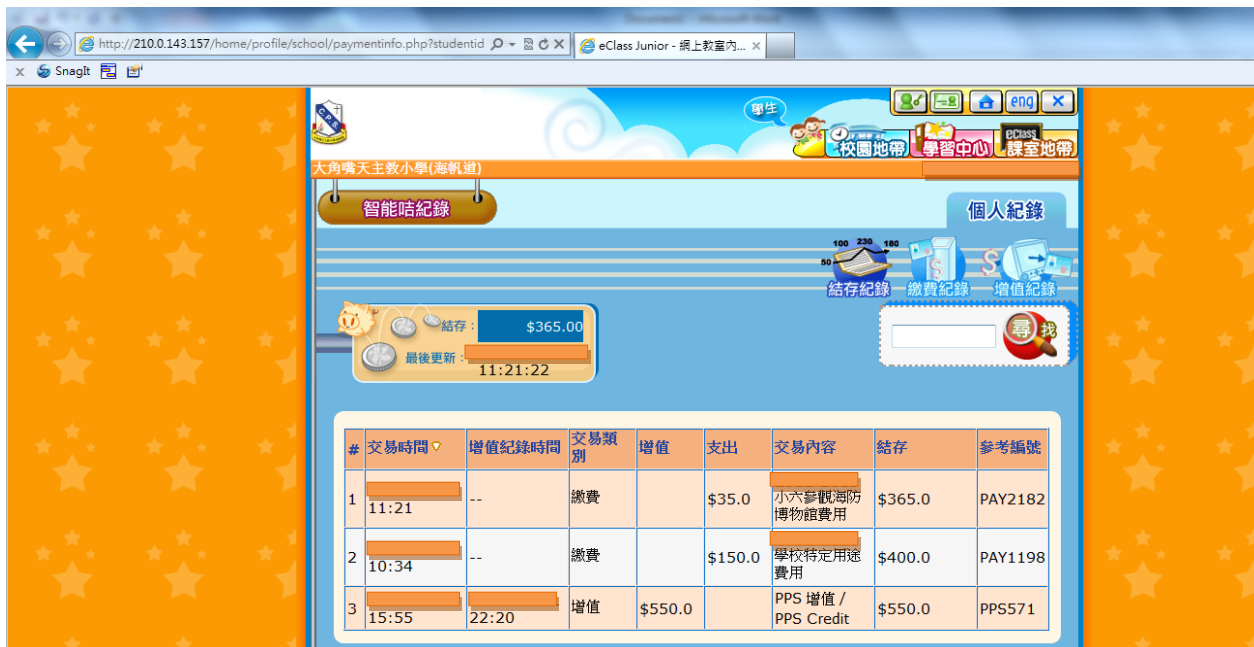 http://210.0.143.157/home/profile/school/paymentinfo.php?studentid
eClass Junior - 網上教室內...
SnagIt
學生
eng
校園地帶
學習中心
eClass
課室地帶
C.P.S.
大角嘴天主教小學(海帆道)
智能咭紀錄
個人紀錄
100 230 180
50
結存紀錄
繳費紀錄
增值紀錄
結存 : $365.00
最後更新 :
11:21:22
尋找
# 交易時間 增值紀錄時間 交易類別 增值 支出 交易內容 結存 參考編號
1 11:21 -- 繳費 $35.0 小六參觀海防博物館費用 $365.0 PAY2182
2 10:34 -- 繳費 $150.0 學校特定用途費用 $400.0 PAY1198
3 15:55 22:20 增值 $550.0 PPS 增值 / PPS Credit $550.0 PPS571